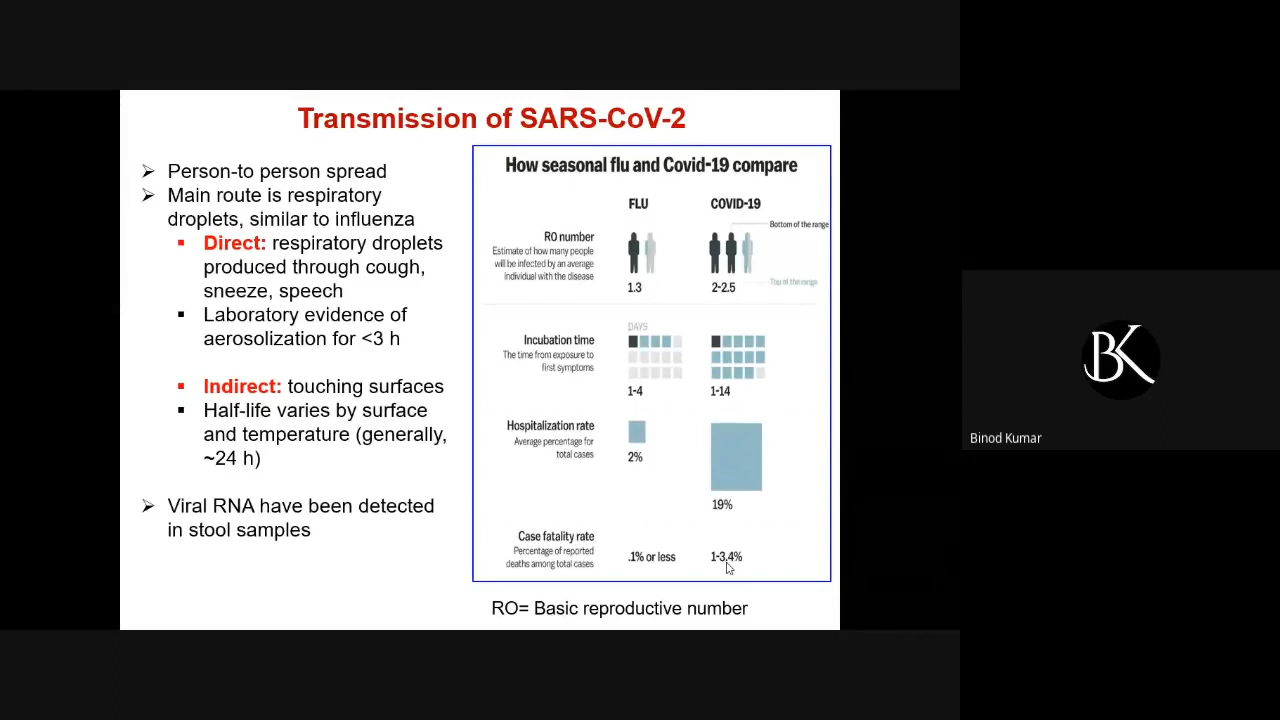 Transmission of SARS-CoV-2
➢ Person-to person spread
➢ Main route is respiratory
droplets, similar to influenza
▪ Direct: respiratory droplets
produced through cough,
sneeze, speech
▪ Laboratory evidence of
aerosolization for <3 h
▪ Indirect: touching surfaces
▪ Half-life varies by surface
and temperature (generally,
~24 h)
➢ Viral RNA have been detected
in stool samples
How seasonal flu and Covid-19 compare
FLU COVID-19
Bottom of the range
R0 number
Estimate of how many people
will be infected by an average
individual with the disease
Top of the range
1.3 2-2.5
DAYS
Incubation time
The time from exposure to
first symptoms
1-4 1-14
Hospitalization rate
Average percentage for
total cases
2%
19%
Case fatality rate
Percentage of reported
deaths among total cases
.1% or less 1-3.4%
RO= Basic reproductive number
BK
Binod Kumar